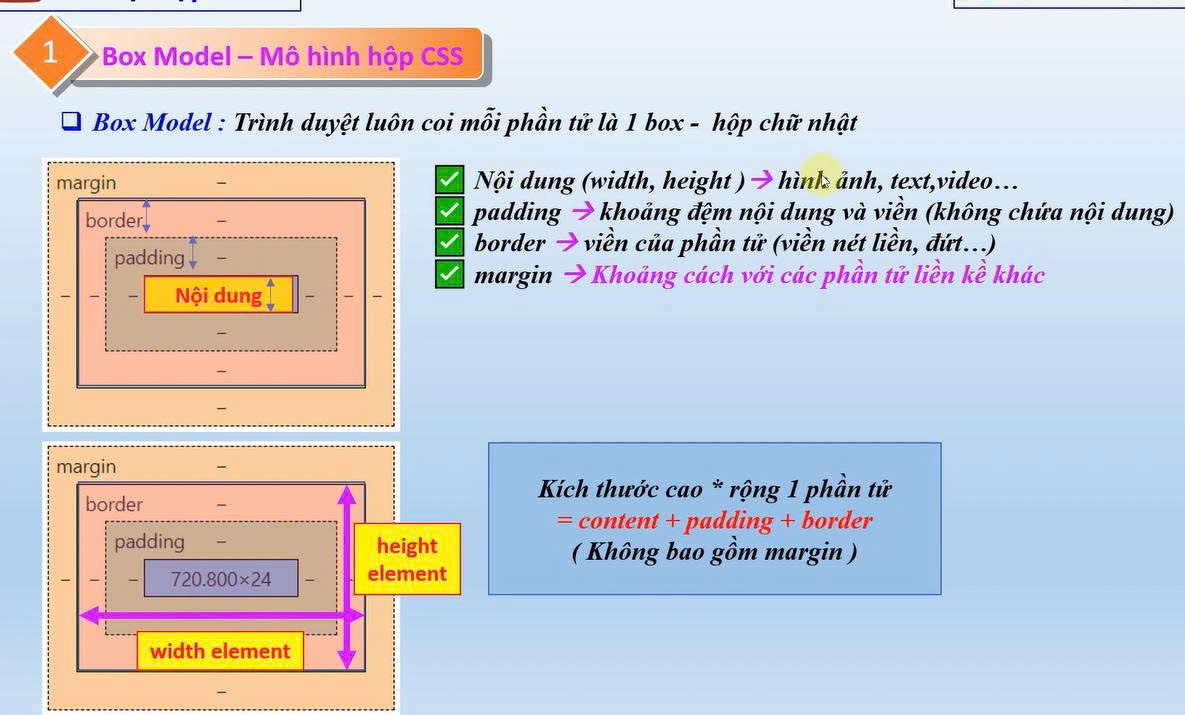 1
Box Model – Mô hình hộp CSS
Box Model : Trình duyệt luôn coi mỗi phần tử là 1 box - hộp chữ nhật
margin –
border –
padding –
– – – Nội dung – – –
–
–
–
Nội dung (width, height ) → hình ảnh, text,video…
padding → khoảng đệm nội dung và viền (không chứa nội dung)
border → viền của phần tử (viền nét liền, đứt…)
margin → Khoảng cách với các phần tử liền kề khác
margin –
border –
padding –
– – – 720.800×24 – –
height
element
width element
–
Kích thước cao * rộng 1 phần tử
= content + padding + border
( Không bao gồm margin )